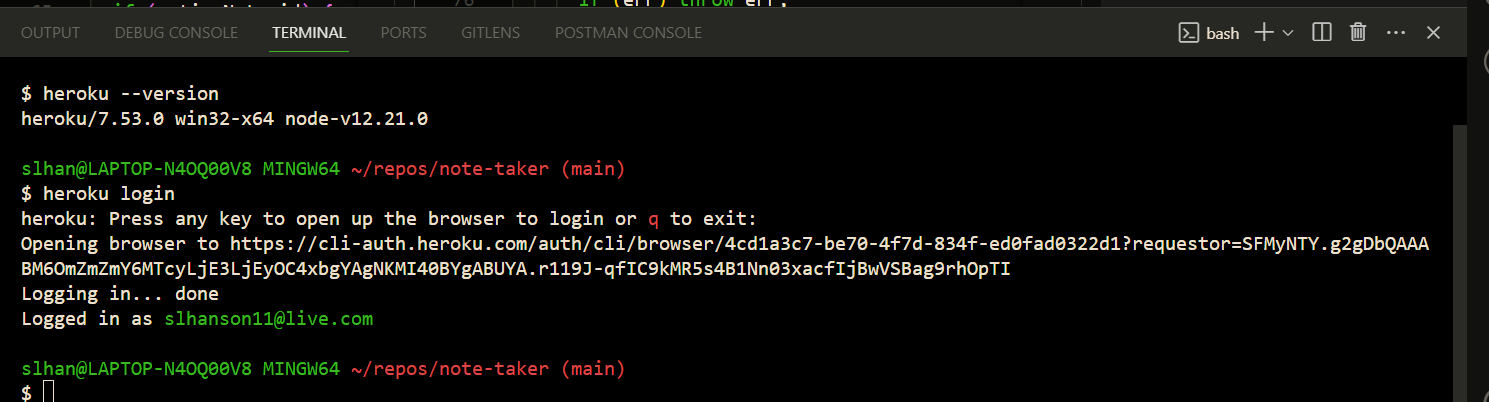 OUTPUT DEBUG CONSOLE TERMINAL PORTS GITLENS POSTMAN CONSOLE bash
$ heroku --version
heroku/7.53.0 win32-x64 node-v12.21.0
slhan@LAPTOP-N4OQ00V8 MINGW64 ~/repos/note-taker (main)
$ heroku login
heroku: Press any key to open up the browser to login or q to exit:
Opening browser to https://cli-auth.heroku.com/auth/cli/browser/4cd1a3c7-be70-4f7d-834f-ed0fad0322d1?requestor=SFMyNTY.g2gDbQAAA
BM6OmZmZmY6MTcyLjE3LjEyOC4xbgYAgNKMI40BYgABUYA.r119J-qfIC9kMR5s4B1Nn03xacfIjBwVSBag9rhOpTI
Logging in... done
Logged in as slhanson11@live.com
slhan@LAPTOP-N4OQ00V8 MINGW64 ~/repos/note-taker (main)
$